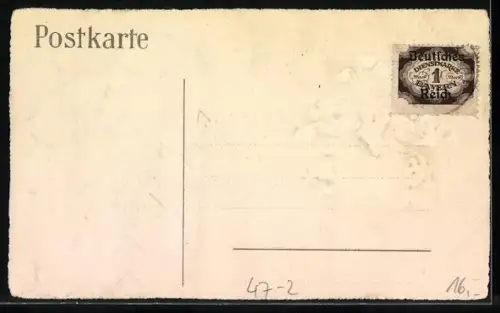 Postkarte
Deutsches
DIENSTMARKE
1
BAYERN
Reich
47-2
16,-